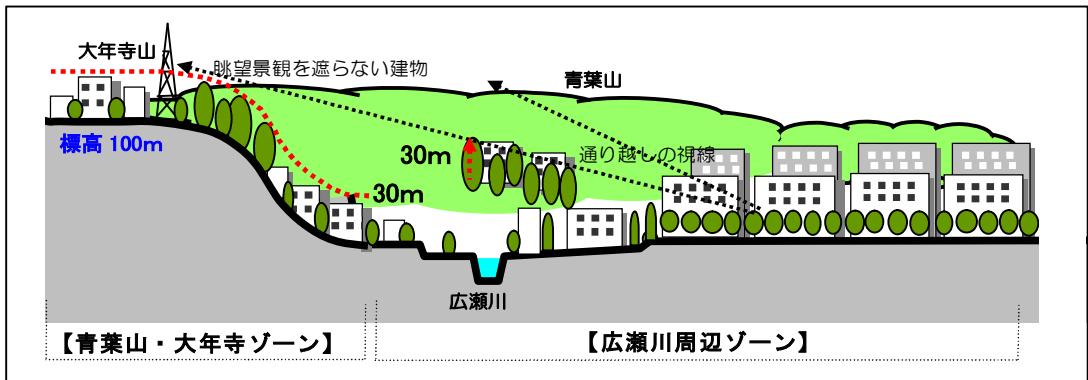 大年寺山
眺望景観を遮らない建物
青葉山
標高 100m
30m
通り越しの視線
30m
広瀬川
【青葉山・大年寺ゾーン】
【広瀬川周辺ゾーン】